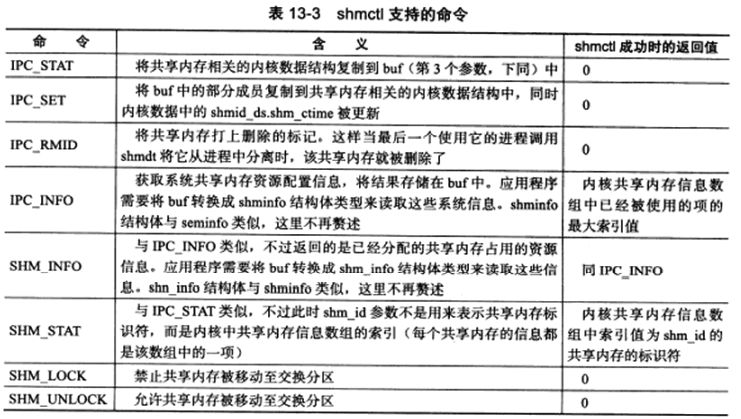 表 13-3 shmctl 支持的命令
命 令 含 义 shmctl 成功时的返回值
IPC_STAT 将共享内存相关的内核数据结构复制到 buf（第 3 个参数，下同）中 0
IPC_SET 将 buf 中的部分成员复制到共享内存相关的内核数据结构中，同时
内核数据中的 shmid_ds.shm_ctime 被更新 0
IPC_RMID 将共享内存打上删除的标记。这样当最后一个使用它的进程调用
shmdt 将它从进程中分离时，该共享内存就被删除了 0
IPC_INFO 获取系统共享内存资源配置信息，将结果存储在 buf 中。应用程序
需要将 buf 转换成 shminfo 结构体类型来读取这些系统信息。shminfo
结构体与 seminfo 类似，这里不再赘述
内核共享内存信息数
组中已经被使用的项的
最大索引值
SHM_INFO 与 IPC_INFO 类似，不过返回的是已经分配的共享内存占用的资源
信息。应用程序需要将 buf 转换成 shm_info 结构体类型来读取这些信
息。shn_info 结构体与 shminfo 类似，这里不再赘述
同 IPC_INFO
SHM_STAT 与 IPC_STAT 类似，不过此时 shm_id 参数不是用来表示共享内存标
识符，而是内核中共享内存信息数组的索引（每个共享内存的信息都
是该数组中的一项）
内核共享内存信息数
组中索引值为 shm_id 的
共享内存的标识符
SHM_LOCK 禁止共享内存被移动至交换分区 0
SHM_UNLOCK 允许共享内存被移动至交换分区 0